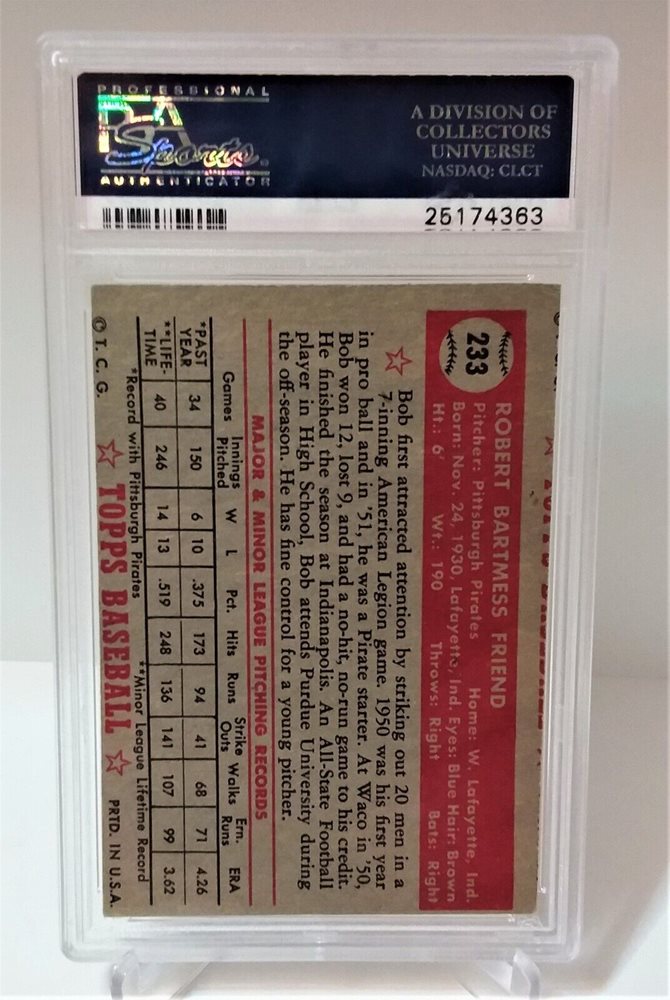 PROFESSIONAL
PSA
Sports
AUTHENTICATOR
A DIVISION OF
COLLECTORS
UNIVERSE
NASDAQ: CLCT
25174363
233
ROBERT BARTMESS FRIEND
Pitcher: Pittsburgh Pirates Home: W. Lafayette, Ind.
Born: Nov. 24, 1930, Lafayette, Ind. Eyes: Blue Hair: Brown
Ht.: 6' Wt.: 190 Throws: Right Bats: Right
Bob first attracted attention by striking out 20 men in a
7-inning American Legion game. 1950 was his first year
in pro ball and in '51, he was a Pirate starter. At Waco in '50,
Bob won 12, lost 9, and had a no-hit, no-run game to his credit.
He finished the season at Indianapolis. An All-State Football
player in High School, Bob attends Purdue University during
the off-season. He has fine control for a young pitcher.
MAJOR & MINOR LEAGUE PITCHING RECORDS
Games Innings Pitched W L Pct. Hits Runs Strike Outs Walks Ern. Runs ERA
*PAST YEAR 34 150 6 10 .375 173 94 41 68 71 4.26
**LIFE-TIME 40 246 14 13 .519 248 136 141 107 99 3.62
*Record with Pittsburgh Pirates **Minor League Lifetime Record
© T. C. G. TOPPS BASEBALL PRTD. IN U.S.A.